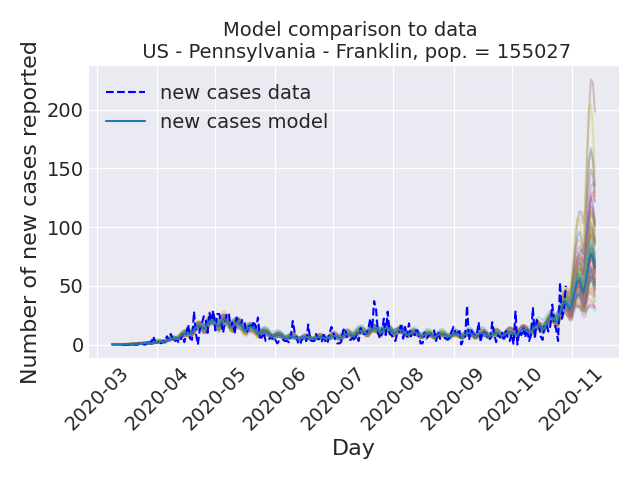 Model comparison to data
US - Pennsylvania - Franklin, pop. = 155027
new cases data
new cases model
Number of new cases reported
200
150
100
50
0
2020-03
2020-04
2020-05
2020-06
2020-07
2020-08
2020-09
2020-10
2020-11
Day